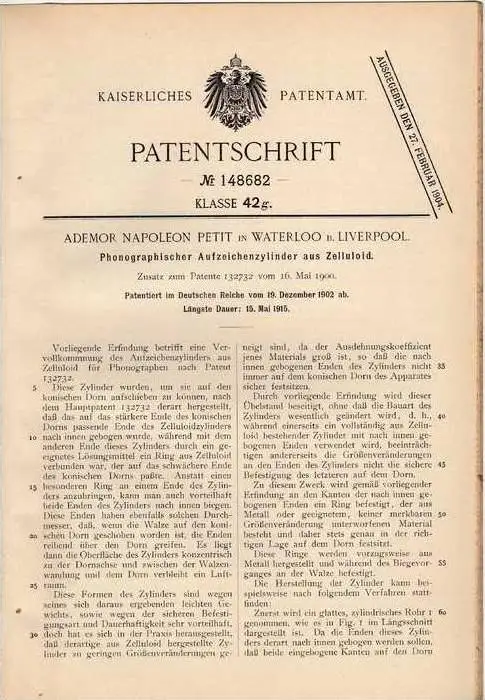 KAISERLICHES PATENTAMT.
AUSGEGEBEN DEN 27. FEBRUAR 1904.
PATENTSCHRIFT
— № 148682 —
KLASSE 42g.
ADEMOR NAPOLEON PETIT IN WATERLOO B. LIVERPOOL.
Phonographischer Aufzeichenzylinder aus Zelluloid.
Zusatz zum Patente 132732 vom 16. Mai 1900.
Patentiert im Deutschen Reiche vom 19. Dezember 1902 ab.
Längste Dauer: 15. Mai 1915.
Vorliegende Erfindung betrifft eine Ver-
vollkommnung des Aufzeichenzylinders aus
Zelluloid für Phonographen nach Patent
132732.
5 Diese Zylinder wurden, um sie auf den
konischen Dorn aufschieben zu können, nach
dem Hauptpatent 132732 derart hergestellt,
daß das auf das stärkere Ende des konischen
Dorns passende Ende des Zelluloidzylinders
10 nach innen gebogen wurde, während mit dem
anderen Ende dieses Zylinders durch ein ge-
eignetes Lösungsmittel ein Ring aus Zelluloid
verbunden war, der auf das schwächere Ende
des konischen Dorns paßte. Anstatt einen
15 besonderen Ring an einem Ende des Zylin-
ders anzubringen, kann man auch vorteilhaft
beide Enden des Zylinders nach innen biegen.
Diese Enden haben ebenfalls solchen Durch-
messer, daß, wenn die Walze auf den koni-
20 schen Dorn geschoben worden ist, die Enden
reibend über den Dorn greifen. Es liegt
dann die Oberfläche des Zylinders konzentrisch
zu der Dornachse und zwischen der Walzen-
wandung und dem Dorn verbleibt ein Luft-
25 raum.
Diese Formen des Zylinders sind wegen
seines sich daraus ergebenden leichten Ge-
wichts, sowie wegen der sicheren Befesti-
gungsart und Dauerhaftigkeit sehr vorteilhaft,
30 doch hat es sich in der Praxis herausgestellt,
daß derartige aus Zelluloid hergestellte Zy-
linder zu geringen Größenveränderungen ge-
neigt sind, da der Ausdehnungskoeffizient
jenes Materials groß ist, so daß die nach
innen gebogenen Enden des Zylinders nicht 35
immer auf dem konischen Dorn des Apparates
sicher festsitzen.
Durch vorliegende Erfindung wird dieser
Übelstand beseitigt, ohne daß die Bauart des
Zylinders wesentlich geändert wird, d. h., 40
während einerseits ein vollständig aus Zellu-
loid bestehender Zylinder mit nach innen ge-
bogenen Enden verwendet wird, beeinträch-
tigen andererseits die Größenveränderungen
an den Enden des Zylinders nicht die sichere 45
Befestigung des letzteren auf dem Dorn.
Zu diesem Zweck wird gemäß vorliegender
Erfindung an den Kanten der nach innen ge-
bogenen Enden ein Ring befestigt, der aus
Metall oder geeignetem, keiner merkbaren 50
Größenveränderung unterworfenen Material
besteht und daher stets genau in der rich-
tigen Lage auf dem Dorn festsitzt.
Diese Ringe werden vorzugsweise aus
Metall hergestellt und während des Biegevor- 55
ganges an der Walze befestigt.
Die Herstellung der Zylinder kann bei-
spielsweise nach folgendem Verfahren statt-
finden:
Zuerst wird ein glattes, zylindrisches Rohr 1 60
genommen, wie es in Fig. 1 im Längsschnitt
dargestellt ist. Da die Enden dieses Zylin-
ders derart nach innen gebogen werden sollen,
daß beide eingebogene Kanten auf den Dorn